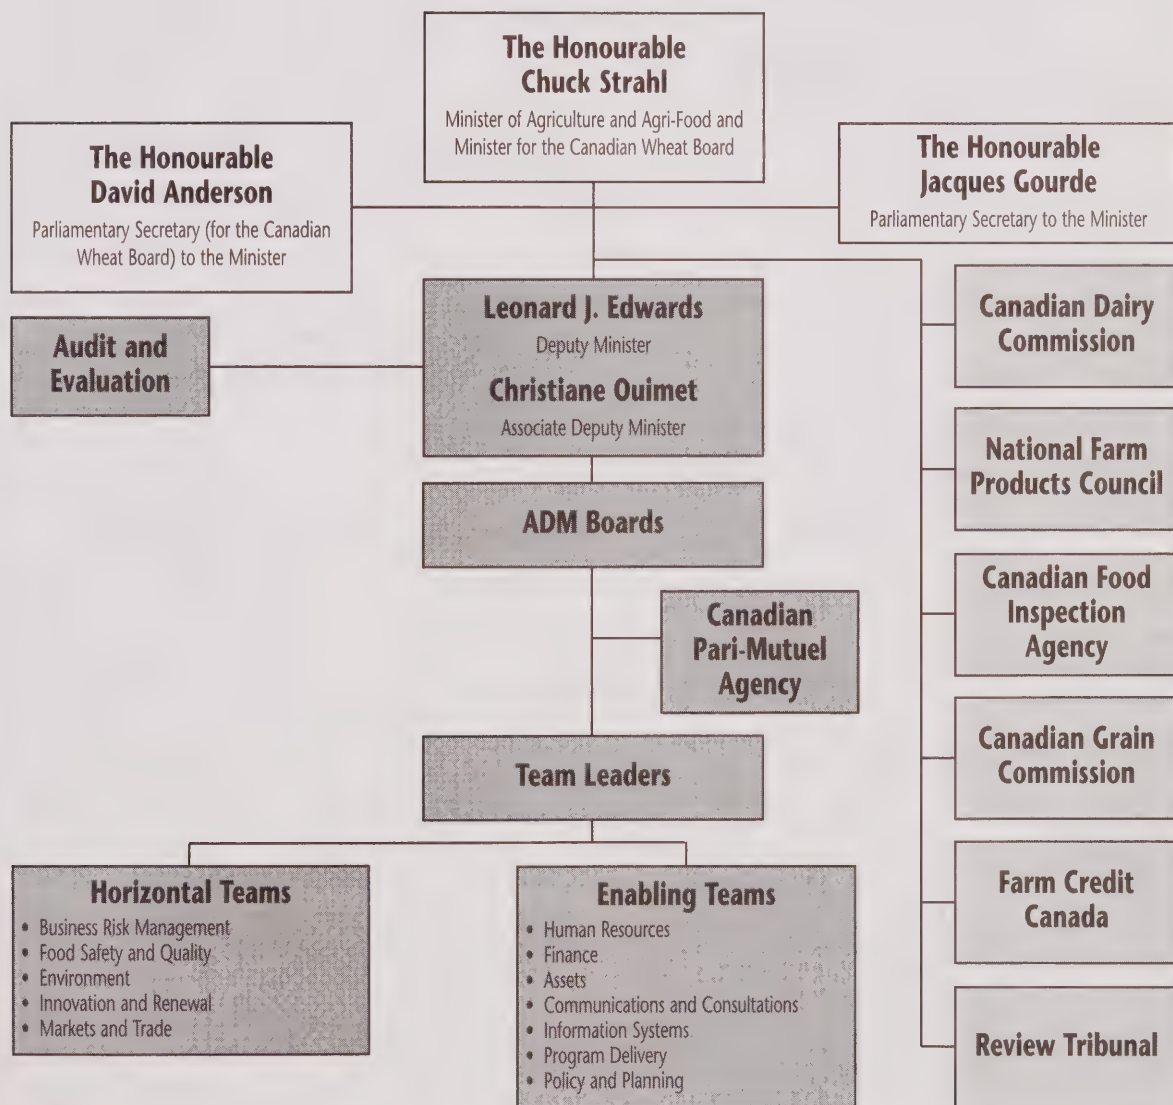 The Honourable
Chuck Strahl
Minister of Agriculture and Agri-Food and
Minister for the Canadian Wheat Board
The Honourable
David Anderson
Parliamentary Secretary (for the Canadian
Wheat Board) to the Minister
The Honourable
Jacques Gourde
Parliamentary Secretary to the Minister
Leonard J. Edwards
Deputy Minister
Christiane Ouimet
Associate Deputy Minister
Audit and
Evaluation
ADM Boards
Canadian
Pari-Mutuel
Agency
Team Leaders
Horizontal Teams
• Business Risk Management
• Food Safety and Quality
• Environment
• Innovation and Renewal
• Markets and Trade
Enabling Teams
• Human Resources
• Finance
• Assets
• Communications and Consultations
• Information Systems
• Program Delivery
• Policy and Planning
Canadian Dairy
Commission
National Farm
Products Council
Canadian Food
Inspection
Agency
Canadian Grain
Commission
Farm Credit
Canada
Review Tribunal